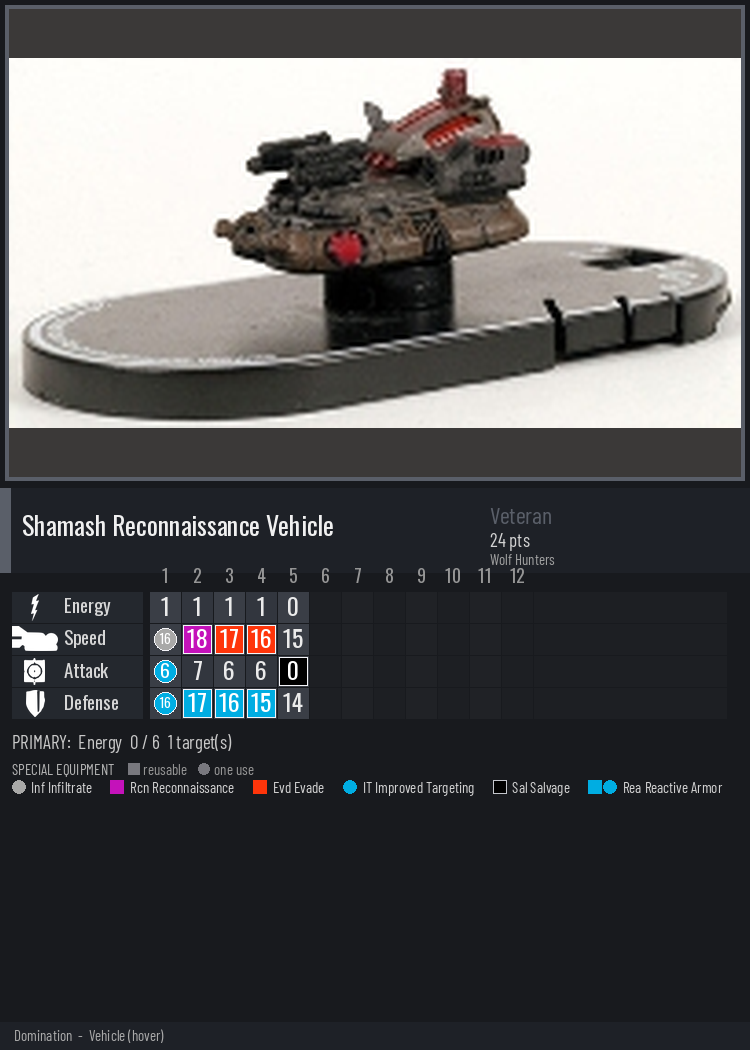 Shamash Reconnaissance Vehicle
Veteran
24 pts
Wolf Hunters
1 2 3 4 5 6 7 8 9 10 11 12
Energy 1 1 1 1 0
Speed 16 18 17 16 15
Attack 6 7 6 6 0
Defense 16 17 16 15 14
PRIMARY: Energy 0 / 6 1 target(s)
SPECIAL EQUIPMENT reusable one use
Inf Infiltrate Rcn Reconnaissance Evd Evade IT Improved Targeting Sal Salvage Rea Reactive Armor
Domination - Vehicle (hover)